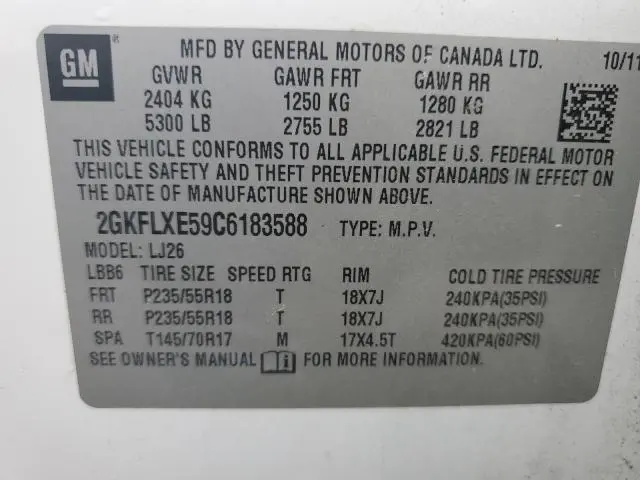 GM ® MFD BY GENERAL MOTORS OF CANADA LTD. 10/11
GVWR GAWR FRT GAWR RR
2404 KG 1250 KG 1280 KG
5300 LB 2755 LB 2821 LB
THIS VEHICLE CONFORMS TO ALL APPLICABLE U.S. FEDERAL MOTOR
VEHICLE SAFETY AND THEFT PREVENTION STANDARDS IN EFFECT ON
THE DATE OF MANUFACTURE SHOWN ABOVE.
2GKFLXE59C6183588 TYPE: M.P.V.
MODEL: LJ26
LBB6 TIRE SIZE SPEED RTG RIM COLD TIRE PRESSURE
FRT P235/55R18 T 18X7J 240KPA(35PSI)
RR P235/55R18 T 18X7J 240KPA(35PSI)
SPA T145/70R17 M 17X4.5T 420KPA(60PSI)
SEE OWNER'S MANUAL i FOR MORE INFORMATION.